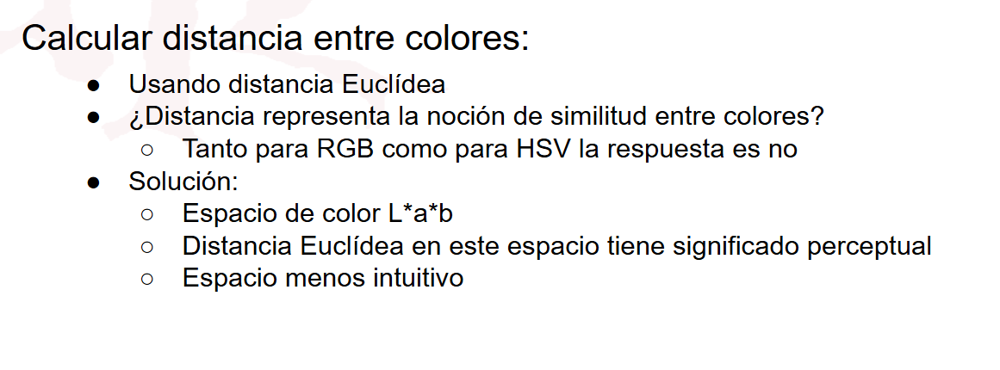 Calcular distancia entre colores:
● Usando distancia Euclídea
● ¿Distancia representa la noción de similitud entre colores?
○ Tanto para RGB como para HSV la respuesta es no
● Solución:
○ Espacio de color L*a*b
○ Distancia Euclídea en este espacio tiene significado perceptual
○ Espacio menos intuitivo